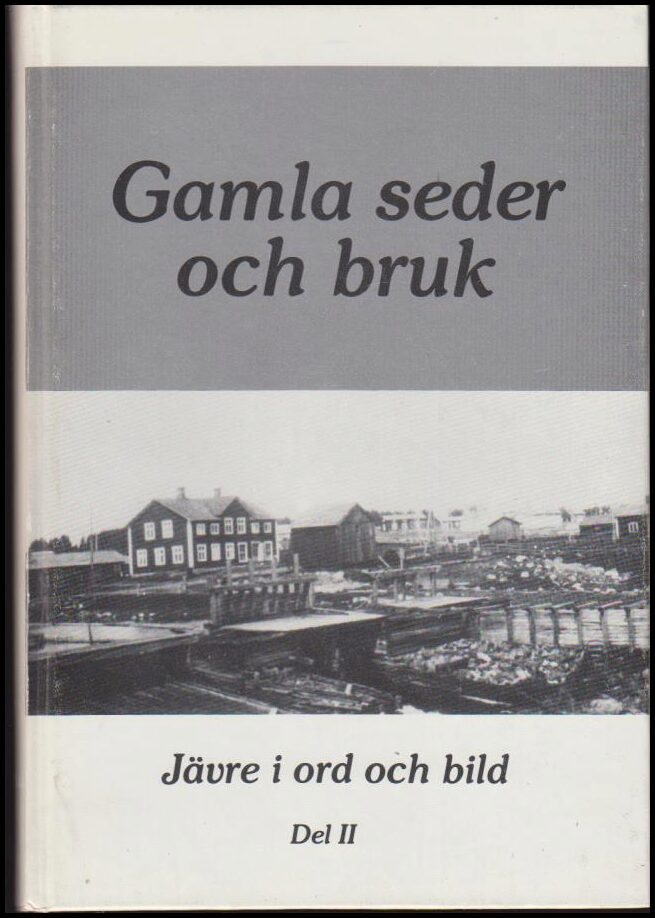 Gamla seder
och bruk
Jävre i ord och bild
Del II